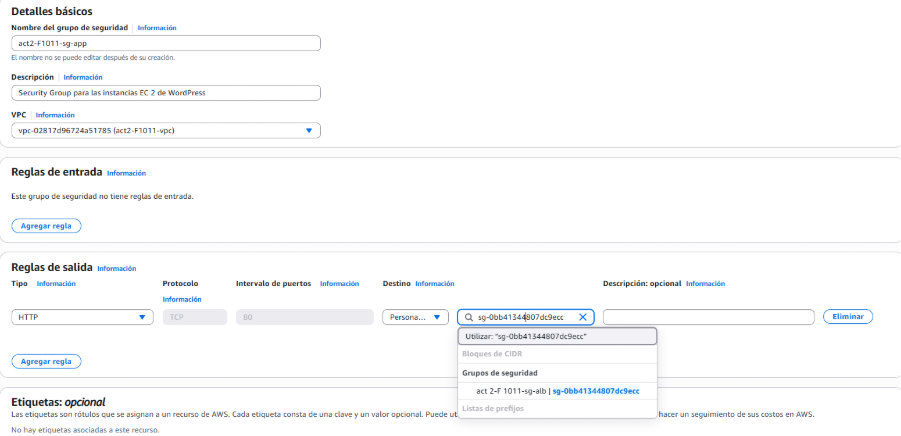 Detalles básicos
Nombre del grupo de seguridad | Información
act2-F1011-sg-app
El nombre no se puede editar después de su creación.
Descripción | Información
Security Group para las instancias EC 2 de WordPress
VPC | Información
vpc-02817d96724a51785 (act2-F1011-vpc)
Reglas de entrada Información
Este grupo de seguridad no tiene reglas de entrada.
Agregar regla
Reglas de salida Información
Tipo Información Protocolo Información Intervalo de puertos Información Destino Información Descripción: opcional Información
HTTP TCP 80 Persona... sg-0bb41344807dc9ecc Eliminar
Utilizar: "sg-0bb41344807dc9ecc"
Bloques de CIDR
Agregar regla
Grupos de seguridad
act 2-F 1011-sg-alb | sg-0bb41344807dc9ecc
Listas de prefijos
Etiquetas: opcional
Las etiquetas son rótulos que se asignan a un recurso de AWS. Cada etiqueta consta de una clave y un valor opcional. Puede ut hacer un seguimiento de sus costos en AWS.
No hay etiquetas asociadas a este recurso.